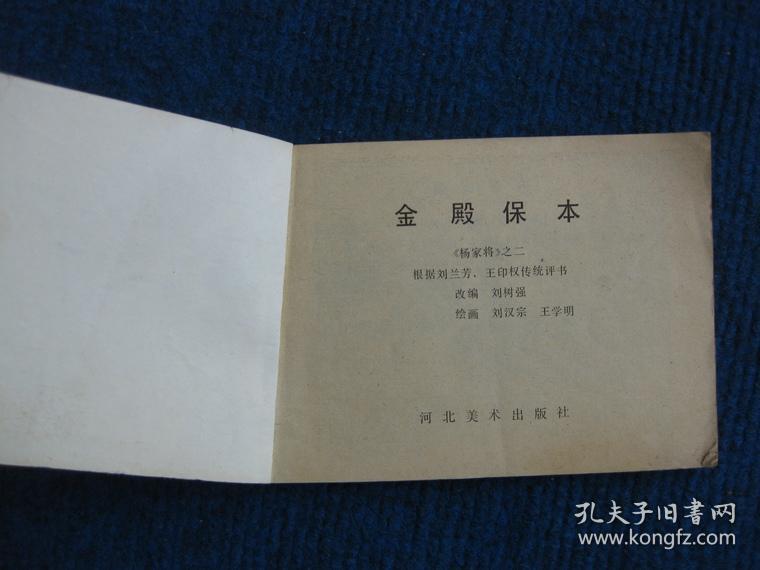 金殿保本
《杨家将》之二
根据刘兰芳、王印权传统评书
改编 刘树强
绘画 刘汉宗 王学明
河北美术出版社
孔夫子旧書网
www.kongfz.com